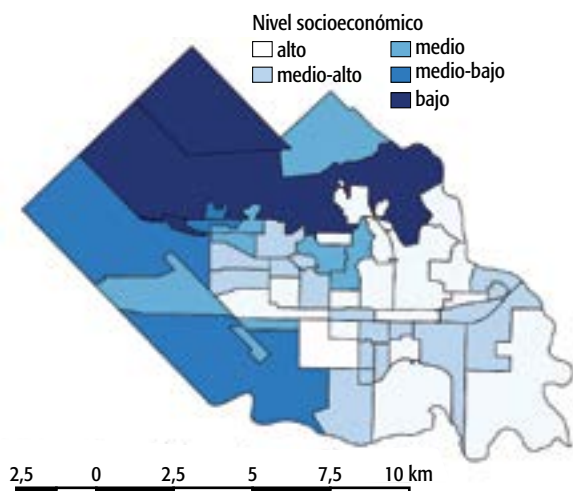 Nivel socioeconómico
alto
medio
medio-alto
medio-bajo
bajo
2,5 0 2,5 5 7,5 10 km